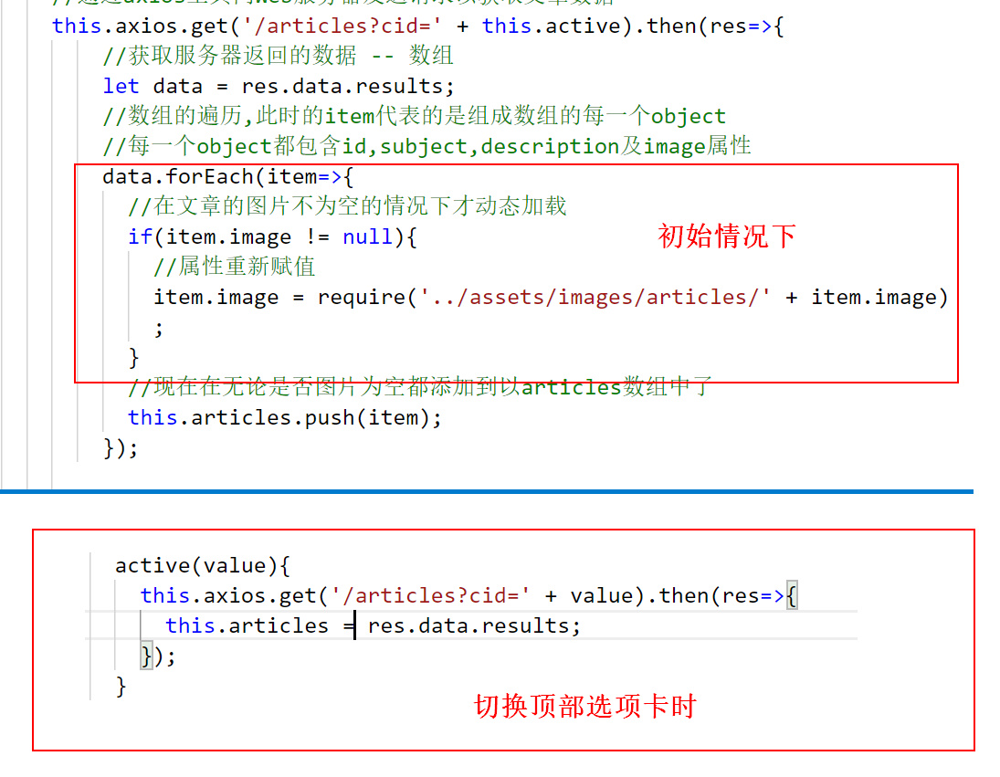 this.axios.get('/articles?cid=' + this.active).then(res=>{
//获取服务器返回的数据 -- 数组
let data = res.data.results;
//数组的遍历,此时的item代表的是组成数组的每一个object
//每一个object都包含id,subject,description及image属性
data.forEach(item=>{
//在文章的图片不为空的情况下才动态加载
if(item.image != null){
初始情况下
//属性重新赋值
item.image = require('../assets/images/articles/' + item.image)
;
}
//现在在无论是否图片为空都添加到以articles数组中了
this.articles.push(item);
});
active(value){
this.axios.get('/articles?cid=' + value).then(res=>{
this.articles = res.data.results;
});
}
切换顶部选项卡时